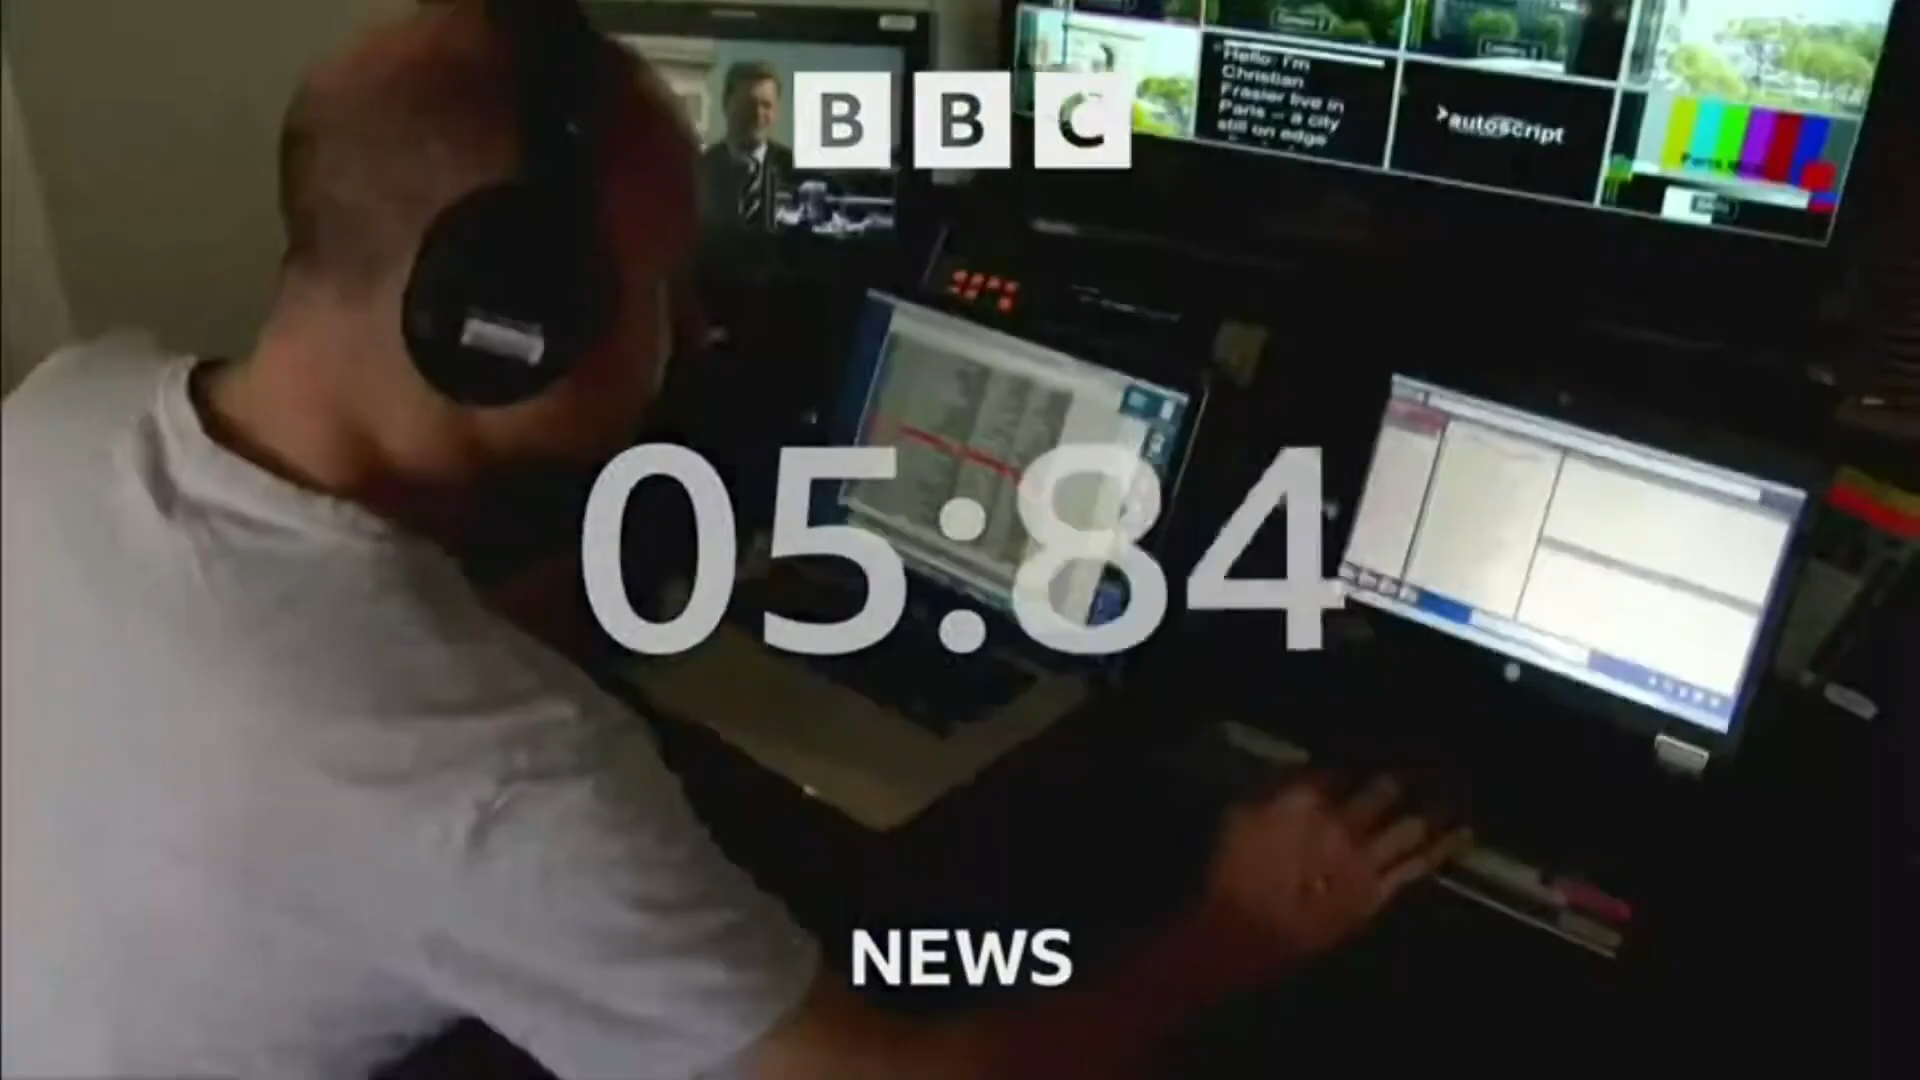 BBC
Hello. I'm
Christian
Fraser live in
Paris – a city
still on edge
>autoscript
05:84
NEWS